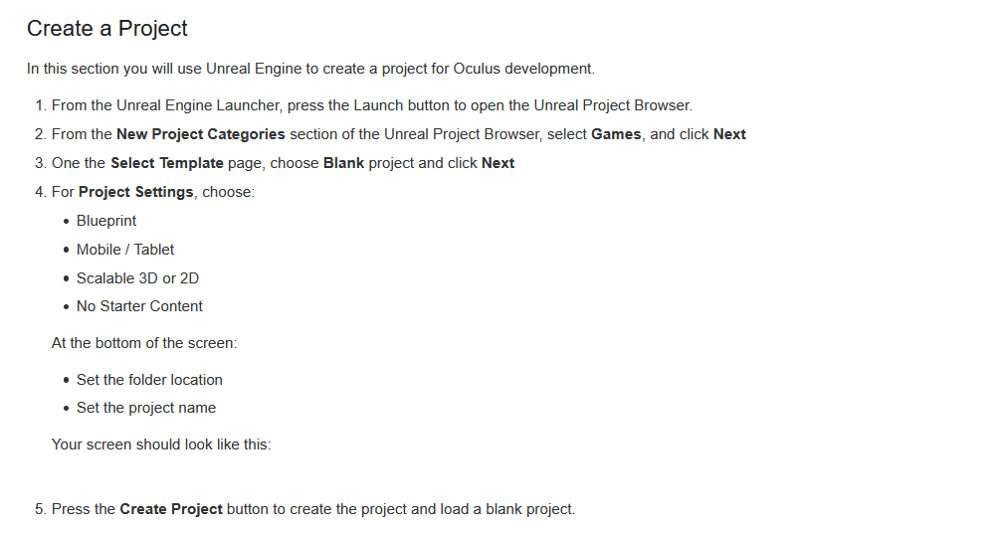 Create a Project
In this section you will use Unreal Engine to create a project for Oculus development.
1. From the Unreal Engine Launcher, press the Launch button to open the Unreal Project Browser.
2. From the New Project Categories section of the Unreal Project Browser, select Games, and click Next
3. One the Select Template page, choose Blank project and click Next
4. For Project Settings, choose:
• Blueprint
• Mobile / Tablet
• Scalable 3D or 2D
• No Starter Content
At the bottom of the screen:
• Set the folder location
• Set the project name
Your screen should look like this:
5. Press the Create Project button to create the project and load a blank project.